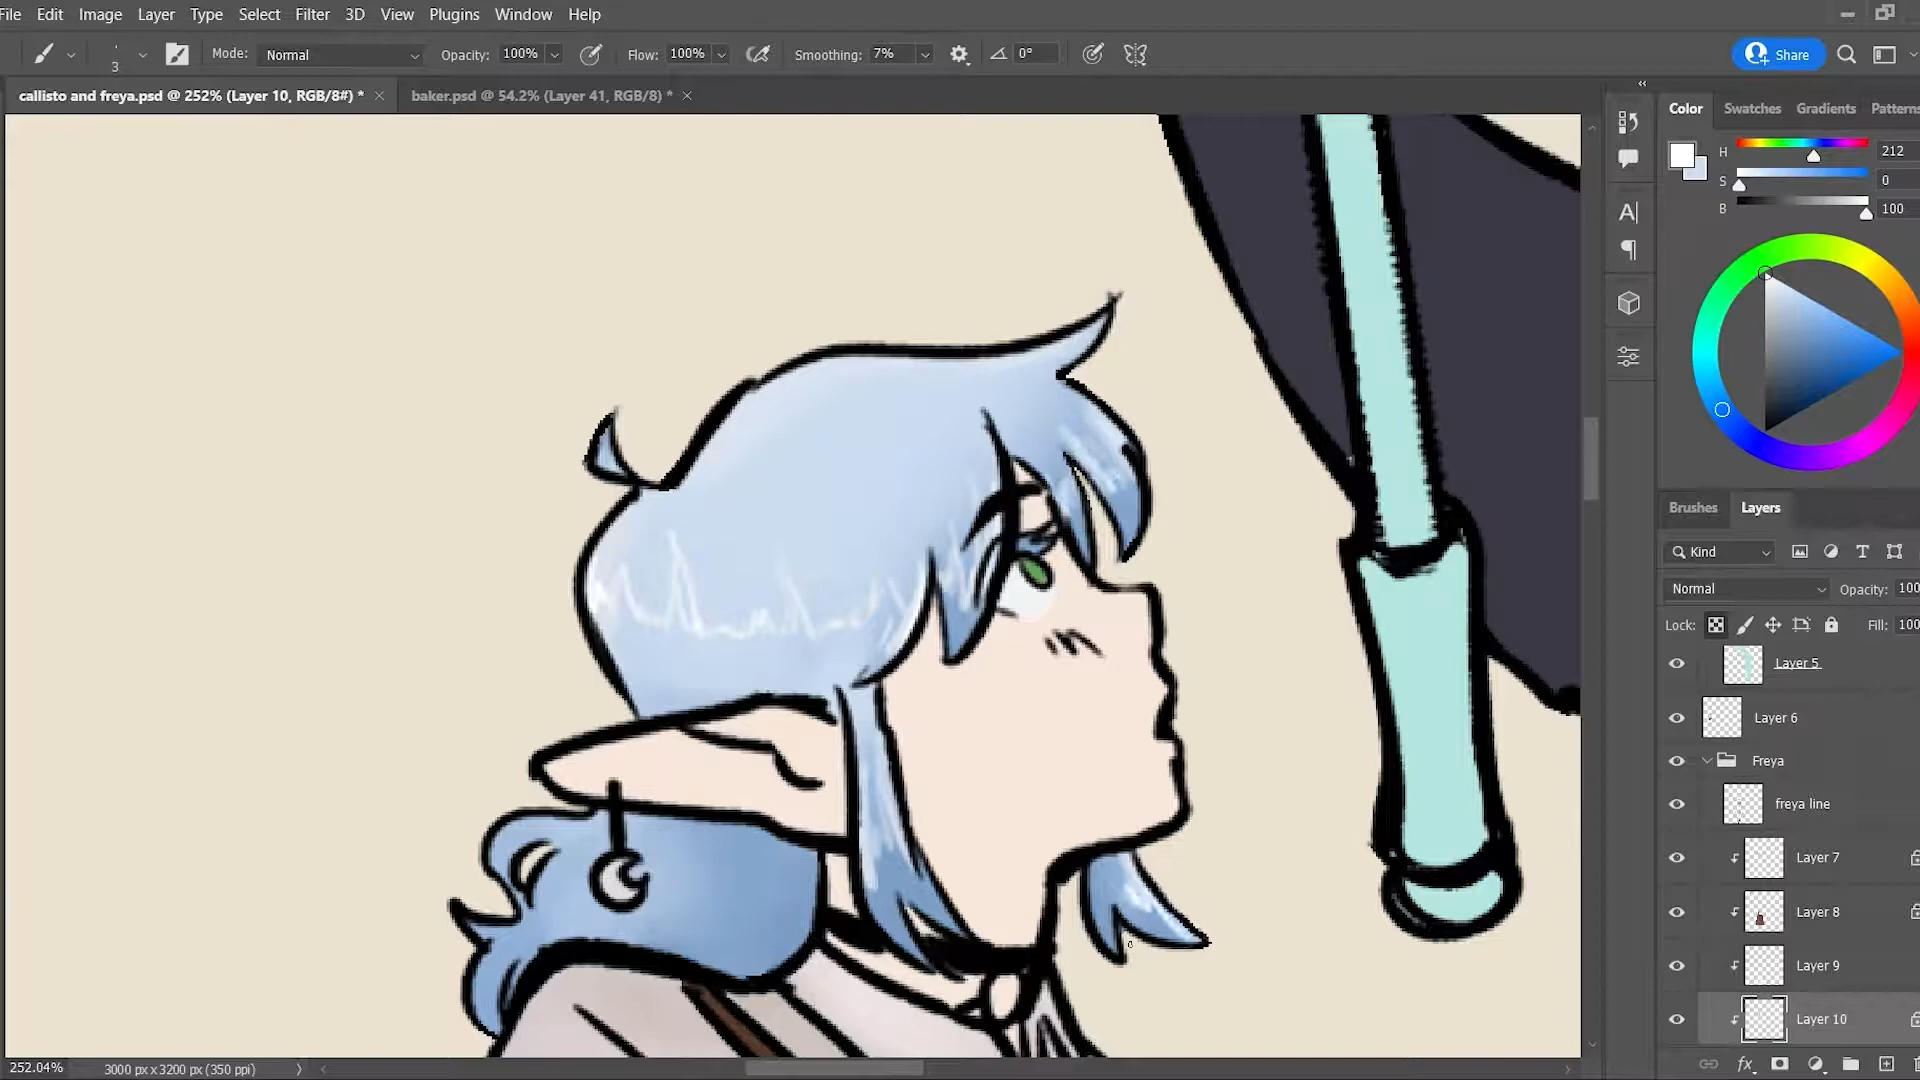 File Edit Image Layer Type Select Filter 3D View Plugins Window Help
3 Mode: Normal Opacity: 100% Flow: 100% Smoothing: 7% 0° Share
callisto and freya.psd @ 252% (Layer 10, RGB/8#) * baker.psd @ 54.2% (Layer 41, RGB/8) *
Color Swatches Gradients Patterns
H 212
S 0
B 100
Brushes Layers
Kind
Normal Opacity: 100
Lock: Fill: 100
Layer 5
Layer 6
Freya
freya line
Layer 7
Layer 8
Layer 9
Layer 10
252.04% 3000 px x 3200 px (350 ppi)